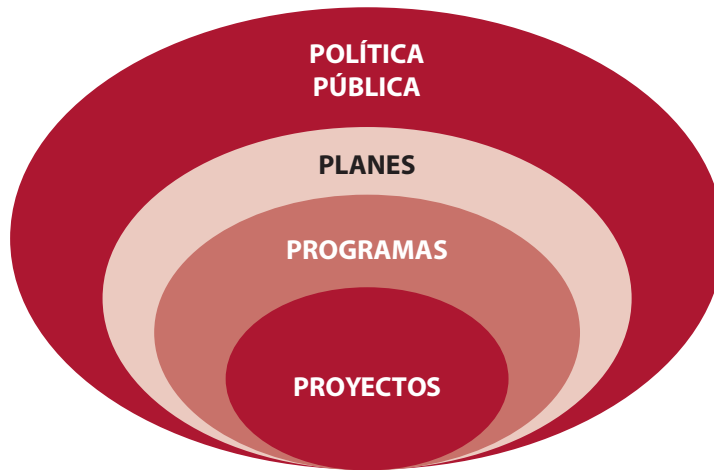 POLÍTICA
PÚBLICA
PLANES
PROGRAMAS
PROYECTOS